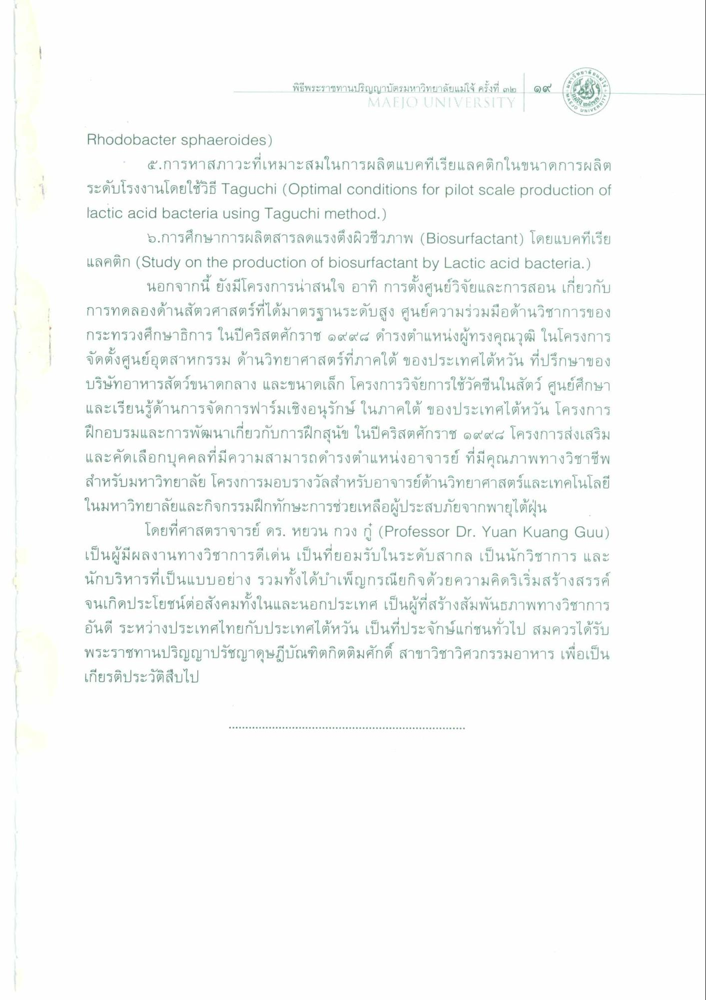 พิธีพระราชทานปริญญาบัตรมหาวิทยาลัยแม่โจ้ ครั้งที่ ๓๒
๑๙
MAEJO UNIVERSITY
มหาวิทยาลัยแม่โจ้
แม่โจ้ ๒๔๗๗
MAEJO UNIVERSITY
Rhodobacter sphaeroides)
๕.การหาสภาวะที่เหมาะสมในการผลิตแบคทีเรียแลคติกในขนาดการผลิต
ระดับโรงงานโดยใช้วิธี Taguchi (Optimal conditions for pilot scale production of
lactic acid bacteria using Taguchi method.)
๖.การศึกษาการผลิตสารลดแรงตึงผิวชีวภาพ (Biosurfactant) โดยแบคทีเรีย
แลคติก (Study on the production of biosurfactant by Lactic acid bacteria.)
นอกจากนี้ ยังมีโครงการน่าสนใจ อาทิ การตั้งศูนย์วิจัยและการสอน เกี่ยวกับ
การทดลองด้านสัตวศาสตร์ที่ได้มาตรฐานระดับสูง ศูนย์ความร่วมมือด้านวิชาการของ
กระทรวงศึกษาธิการ ในปีคริสตศักราช ๑๙๙๘ ดำรงตำแหน่งผู้ทรงคุณวุฒิ ในโครงการ
จัดตั้งศูนย์อุตสาหกรรม ด้านวิทยาศาสตร์ที่ภาคใต้ ของประเทศไต้หวัน ที่ปรึกษาของ
บริษัทอาหารสัตว์ขนาดกลาง และขนาดเล็ก โครงการวิจัยการใช้วัคซีนในสัตว์ ศูนย์ศึกษา
และเรียนรู้ด้านการจัดการฟาร์มเชิงอนุรักษ์ ในภาคใต้ ของประเทศไต้หวัน โครงการ
ฝึกอบรมและการพัฒนาเกี่ยวกับการฝึกสุนัข ในปีคริสตศักราช ๑๙๙๘ โครงการส่งเสริม
และคัดเลือกบุคคลที่มีความสามารถดำรงตำแหน่งอาจารย์ ที่มีคุณภาพทางวิชาชีพ
สำหรับมหาวิทยาลัย โครงการมอบรางวัลสำหรับอาจารย์ด้านวิทยาศาสตร์และเทคโนโลยี
ในมหาวิทยาลัยและกิจกรรมฝึกทักษะการช่วยเหลือผู้ประสบภัยจากพายุไต้ฝุ่น
โดยที่ศาสตราจารย์ ดร. หยวน กวง กู๋ (Professor Dr. Yuan Kuang Guu)
เป็นผู้มีผลงานทางวิชาการดีเด่น เป็นที่ยอมรับในระดับสากล เป็นนักวิชาการ และ
นักบริหารที่เป็นแบบอย่าง รวมทั้งได้บำเพ็ญกรณียกิจด้วยความคิดริเริ่มสร้างสรรค์
จนเกิดประโยชน์ต่อสังคมทั้งในและนอกประเทศ เป็นผู้ที่สร้างสัมพันธภาพทางวิชาการ
อันดี ระหว่างประเทศไทยกับประเทศไต้หวัน เป็นที่ประจักษ์แก่ชนทั่วไป สมควรได้รับ
พระราชทานปริญญาปรัชญาดุษฎีบัณฑิตกิตติมศักดิ์ สาขาวิชาวิศวกรรมอาหาร เพื่อเป็น
เกียรติประวัติสืบไป